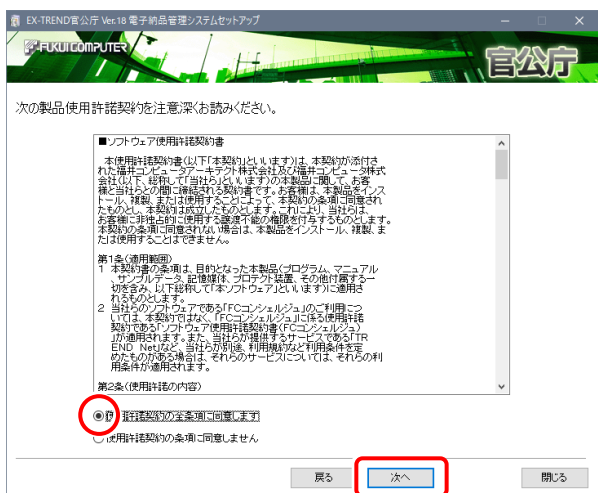 EX-TREND官公庁 Ver.18 電子納品管理システムセットアップ
FUKUI COMPUTER
官公庁
次の製品使用許諾契約を注意深くお読みください。
■ソフトウェア使用許諾契約書
本使用許諾契約書(以下「本契約」といいます)は、本契約が添付さ
れた福井コンピュータアーキテクト株式会社及び福井コンピュータ株式
会社(以下、総称して「当社ら」といいます)の本製品に関して、お客
様と当社らとの間に締結される契約書です。お客様は、本製品をインス
トール、複製、または使用することによって、本契約の条項に同意され
たものとし、本契約は成立したものとします。これにより、当社らは、
お客様に非独占的に使用する譲渡不能の権限を付与するものとします。
本契約の条項に同意されない場合は、本製品をインストール、複製、ま
たは使用することはできません。
第1条(適用範囲)
1 本契約書の条項は、目的となった本製品(プログラム、マニュアル
、サンプルデータ、記憶媒体、プロテクト装置、その他付属する一
切を含み、以下総称して「本ソフトウェア」といいます)に適用さ
れるものとします。
2 当社らのソフトウェアである「FCコンシェルジュ」のご利用につ
いては、本契約ではなく、「FCコンシェルジュ」に係る使用許諾
契約である「ソフトウェア使用許諾契約書(FCコンシェルジュ)
」が適用されます。また、当社らが提供するサービスである「TR
END Net」など、当社らが別途、利用規約など利用条件を定
めたものがある場合は、それらのサービスについては、それらの利
用条件が適用されます。
第2条(使用許諾の内容)
使用許諾契約の全条項に同意します
使用許諾契約の条項に同意しません
戻る 次へ 閉じる